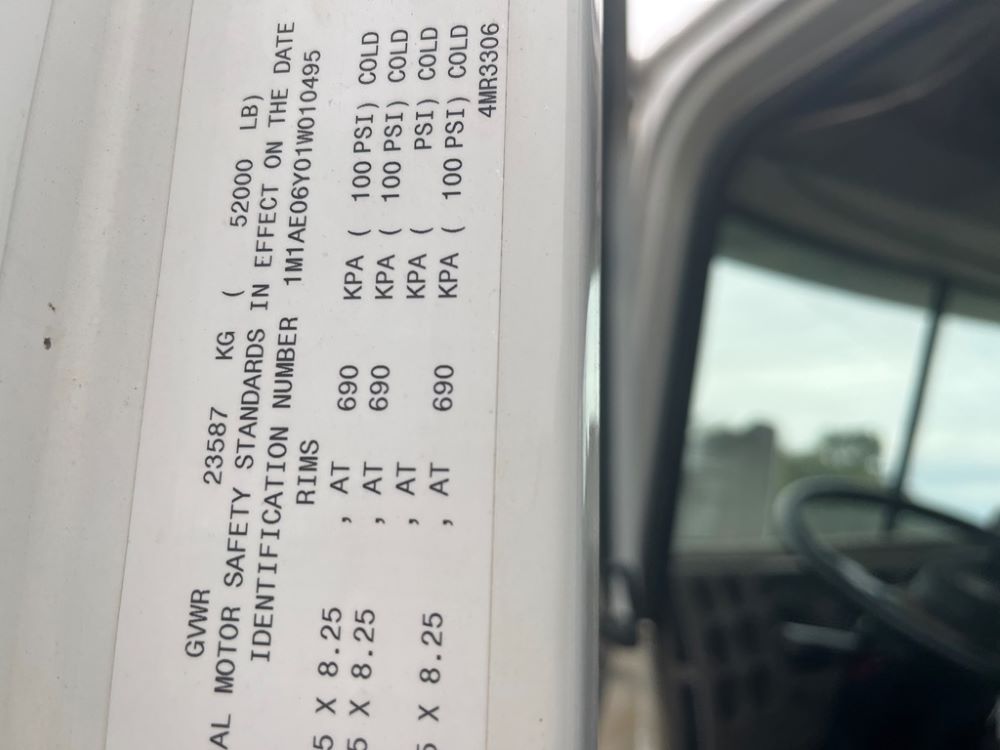 GVWR 23587 KG ( 52000 LB)
AL MOTOR SAFETY STANDARDS IN EFFECT ON THE DATE
IDENTIFICATION NUMBER 1M1AE06Y01W010495
RIMS
5 X 8.25 , AT 690 KPA ( 100 PSI) COLD
5 X 8.25 , AT 690 KPA ( 100 PSI) COLD
, AT KPA ( PSI) COLD
5 X 8.25 , AT 690 KPA ( 100 PSI) COLD
4MR3306